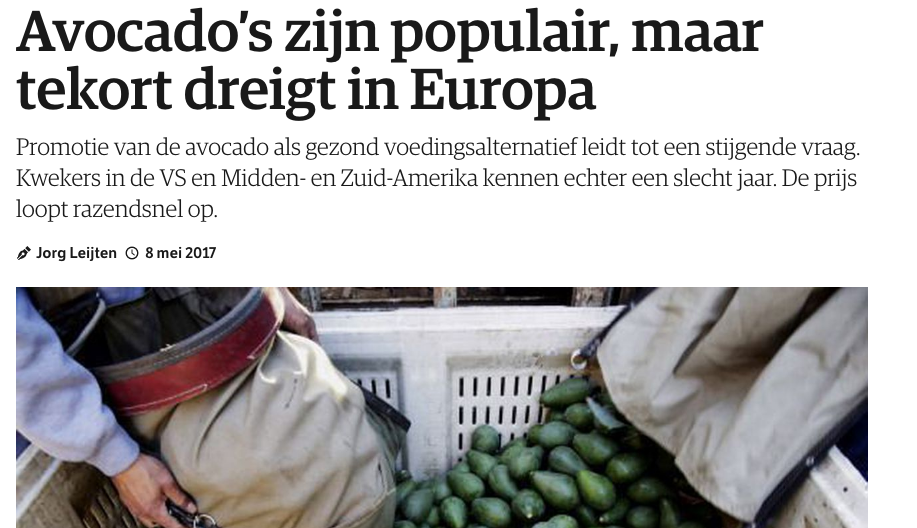 Avocado’s zijn populair, maar
tekort dreigt in Europa
Promotie van de avocado als gezond voedingsalternatief leidt tot een stijgende vraag.
Kwekers in de VS en Midden- en Zuid-Amerika kennen echter een slecht jaar. De prijs
loopt razendsnel op.
Jorg Leijten 8 mei 2017